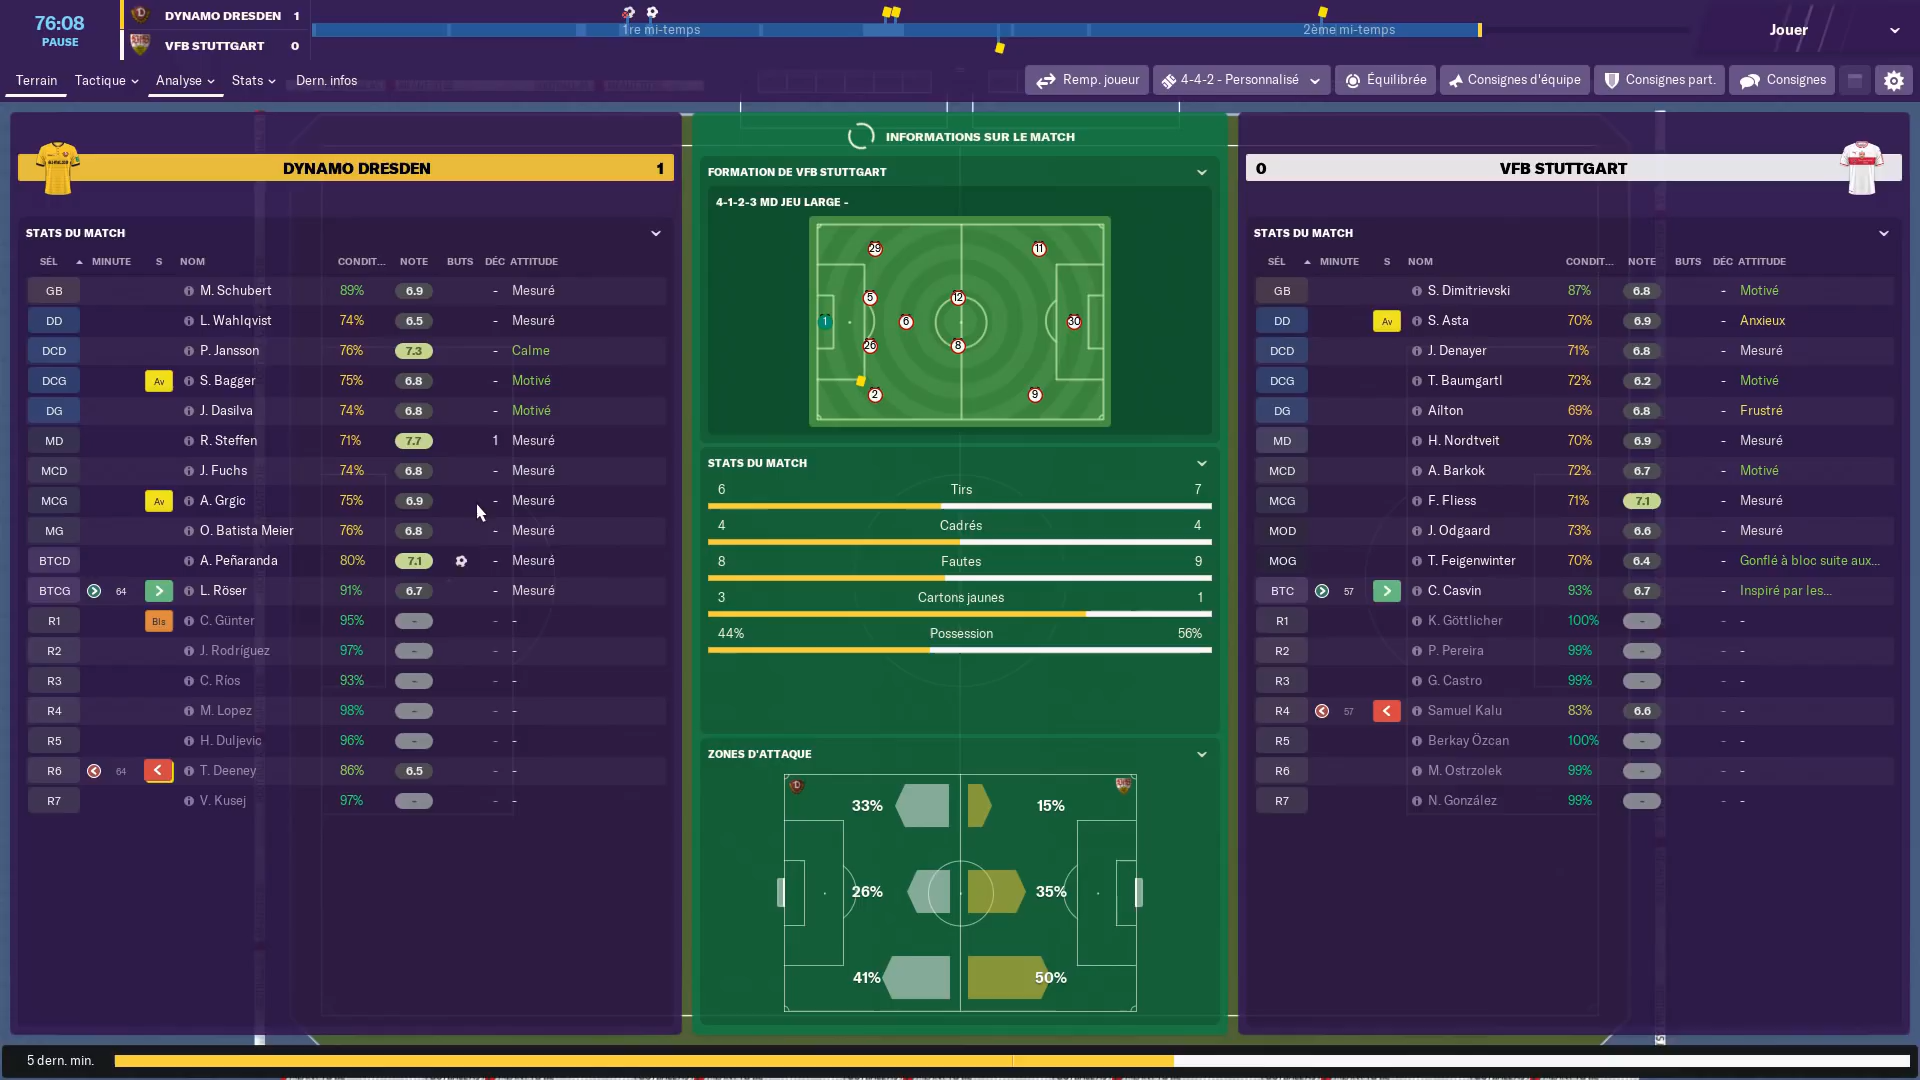 76:08
PAUSE
DYNAMO DRESDEN 1
VFB STUTTGART 0
1re mi-temps
2ème mi-temps
Jouer
Terrain Tactique Analyse Stats Dern. infos
Remp. joueur 4-4-2 - Personnalisé Équilibrée Consignes d'équipe Consignes part. Consignes
DYNAMO DRESDEN 1
STATS DU MATCH
SÉL MINUTE S NOM CONDIT... NOTE BUTS DÉC ATTITUDE
GB M. Schubert 89% 6.9 - Mesuré
DD L. Wahlqvist 74% 6.5 - Mesuré
DCD P. Jansson 76% 7.3 - Calme
DCG Av S. Bagger 75% 6.8 - Motivé
DG J. Dasilva 74% 6.8 - Motivé
MD R. Steffen 71% 7.7 1 Mesuré
MCD J. Fuchs 74% 6.8 - Mesuré
MCG Av A. Grgic 75% 6.9 - Mesuré
MG O. Batista Meier 76% 6.8 - Mesuré
BTCD A. Peñaranda 80% 7.1 - Mesuré
BTCG 64 L. Röser 91% 6.7 - Mesuré
R1 Bls C. Günter 95% - - -
R2 J. Rodríguez 97% - - -
R3 C. Ríos 93% - - -
R4 M. Lopez 98% - - -
R5 H. Duljevic 96% - - -
R6 64 T. Deeney 86% 6.5 - -
R7 V. Kusej 97% - - -
INFORMATIONS SUR LE MATCH
FORMATION DE VFB STUTTGART
4-1-2-3 MD JEU LARGE -
29 11
5 12
1 6 30
26 8
2 9
STATS DU MATCH
6 Tirs 7
4 Cadrés 4
8 Fautes 9
3 Cartons jaunes 1
44% Possession 56%
ZONES D'ATTAQUE
33% 15%
26% 35%
41% 50%
0 VFB STUTTGART
STATS DU MATCH
SÉL MINUTE S NOM CONDIT... NOTE BUTS DÉC ATTITUDE
GB S. Dimitrievski 87% 6.8 - Motivé
DD Av S. Asta 70% 6.9 - Anxieux
DCD J. Denayer 71% 6.8 - Mesuré
DCG T. Baumgartl 72% 6.2 - Motivé
DG Aílton 69% 6.8 - Frustré
MD H. Nordtveit 70% 6.9 - Mesuré
MCD A. Barkok 72% 6.7 - Motivé
MCG F. Fliess 71% 7.1 - Mesuré
MOD J. Odgaard 73% 6.6 - Mesuré
MOG T. Feigenwinter 70% 6.4 - Gonflé à bloc suite aux...
BTC 57 C. Casvin 93% 6.7 - Inspiré par les...
R1 K. Göttlicher 100% - - -
R2 P. Pereira 99% - - -
R3 G. Castro 99% - - -
R4 57 Samuel Kalu 83% 6.6 - -
R5 Berkay Özcan 100% - - -
R6 M. Ostrzolek 99% - - -
R7 N. González 99% - - -
5 dern. min.